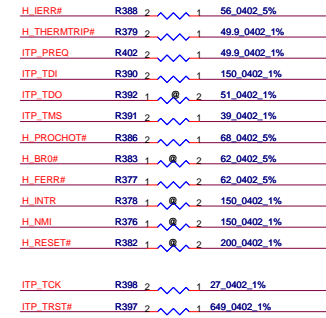 H_IERR# R388 2 1 56_0402_5%
H_THERMTRIP# R379 2 1 49.9_0402_1%
ITP_PREQ R402 2 1 49.9_0402_1%
ITP_TDI R390 2 1 150_0402_1%
ITP_TDO R392 1 @ 2 51_0402_1%
ITP_TMS R391 2 1 39_0402_1%
H_PROCHOT# R386 2 1 68_0402_5%
H_BR0# R383 1 @ 2 62_0402_5%
H_FERR# R377 1 2 62_0402_5%
H_INTR R378 1 @ 2 150_0402_1%
H_NMI R376 1 @ 2 150_0402_1%
H_RESET# R382 1 @ 2 200_0402_1%
ITP_TCK R398 2 1 27_0402_1%
ITP_TRST# R397 2 1 649_0402_1%